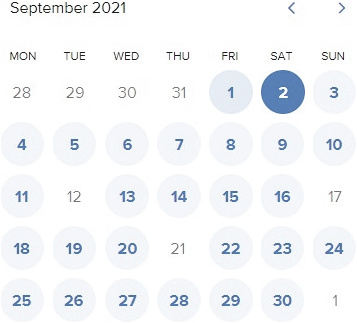 September 2021
MON TUE WED THU FRI SAT SUN
28 29 30 31 1 2 3
4 5 6 7 8 9 10
11 12 13 14 15 16 17
18 19 20 21 22 23 24
25 26 27 28 29 30 1